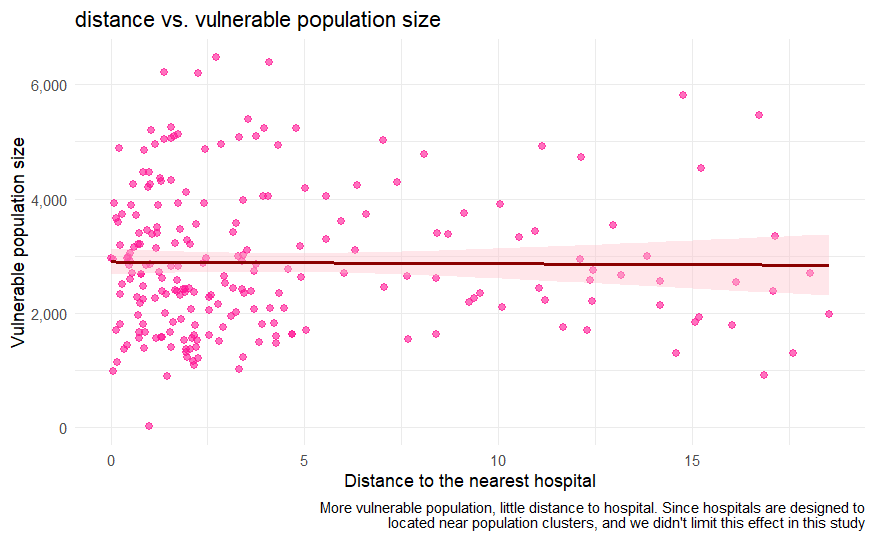 distance vs. vulnerable population size
Vulnerable population size
6,000
4,000
2,000
0
0
5
10
15
Distance to the nearest hospital
More vulnerable population, little distance to hospital. Since hospitals are designed to
located near population clusters, and we didn't limit this effect in this study